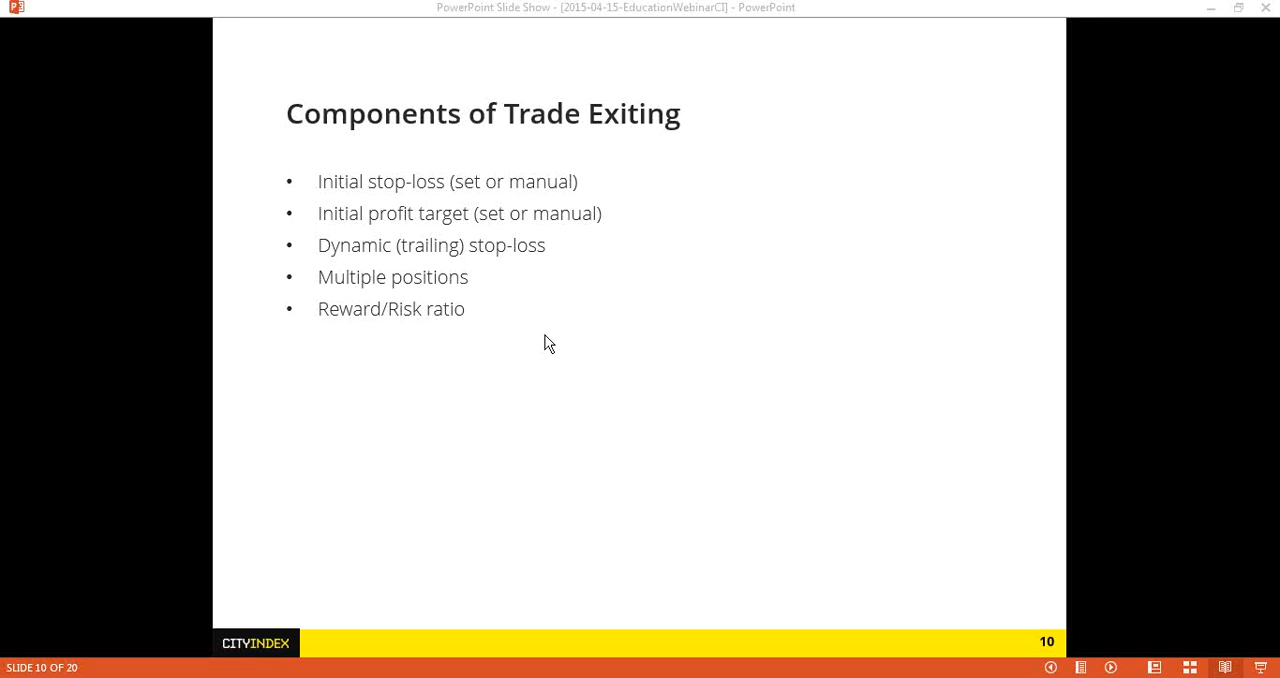 PowerPoint Slide Show - [2015-04-15-EducationWebinarCI] - PowerPoint
Components of Trade Exiting
• Initial stop-loss (set or manual)
• Initial profit target (set or manual)
• Dynamic (trailing) stop-loss
• Multiple positions
• Reward/Risk ratio
CITYINDEX
10
SLIDE 10 OF 20